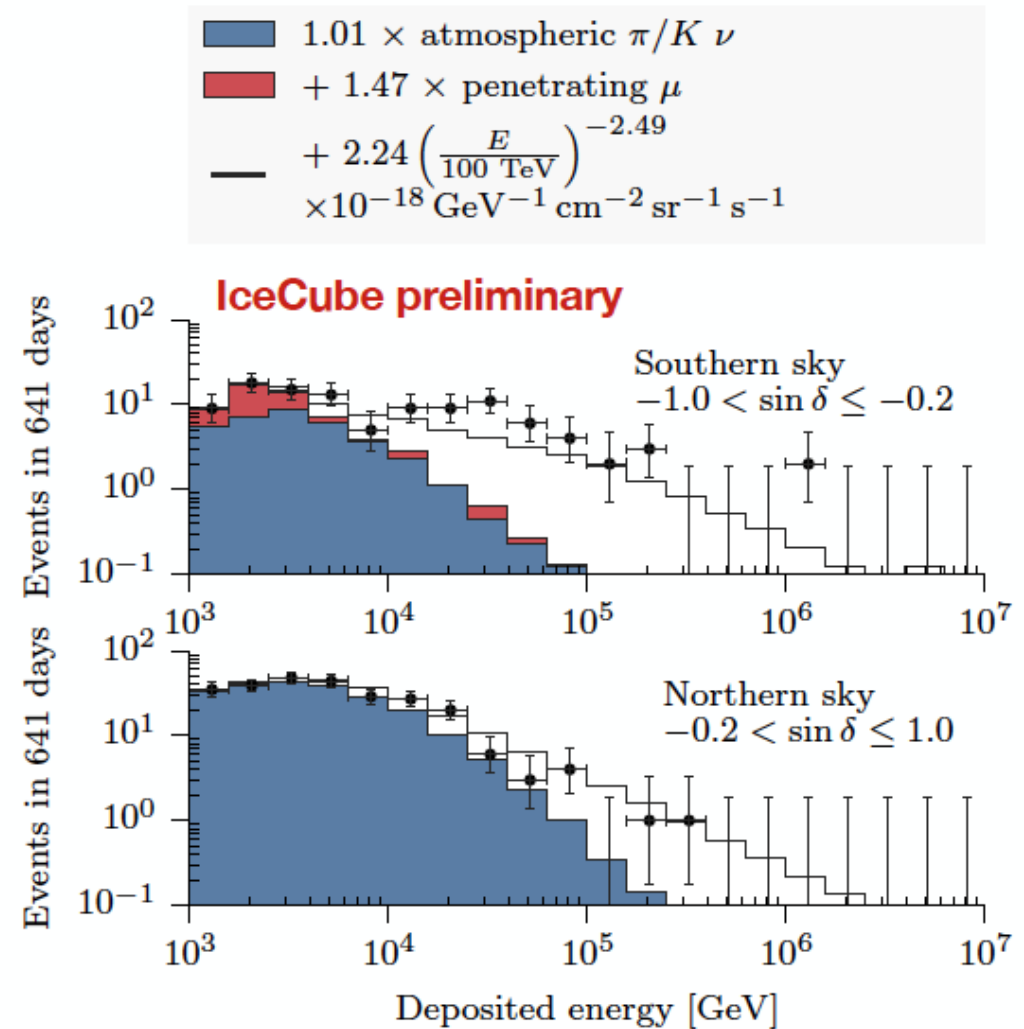 1.01 × atmospheric π/K ν
+ 1.47 × penetrating μ
+ 2.24 (E/100 TeV)^−2.49
×10^−18 GeV^−1 cm^−2 sr^−1 s^−1
IceCube preliminary
Events in 641 days
10^2
10^1
10^0
10^−1
Southern sky
−1.0 < sin δ ≤ −0.2
10^3 10^4 10^5 10^6 10^7
Events in 641 days
10^2
10^1
10^0
10^−1
Northern sky
−0.2 < sin δ ≤ 1.0
10^3 10^4 10^5 10^6 10^7
Deposited energy [GeV]